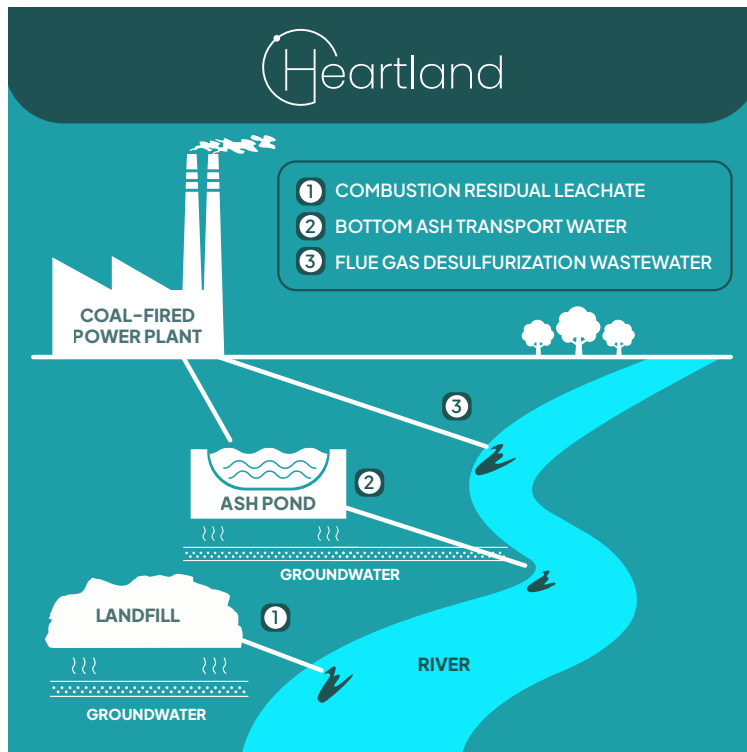 Heartland
1 COMBUSTION RESIDUAL LEACHATE
2 BOTTOM ASH TRANSPORT WATER
3 FLUE GAS DESULFURIZATION WASTEWATER
COAL-FIRED
POWER PLANT
3
2
ASH POND
GROUNDWATER
1
LANDFILL
RIVER
GROUNDWATER